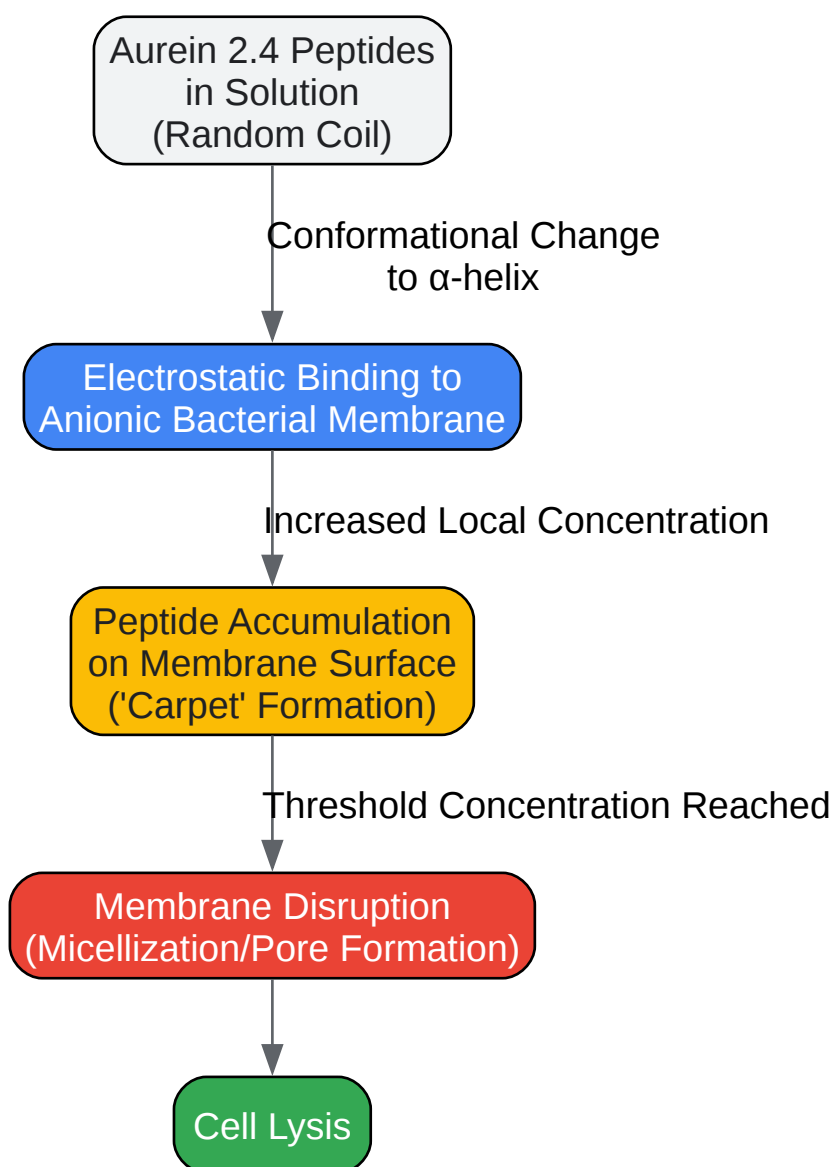 Aurein 2.4 Peptides
in Solution
(Random Coil)
Conformational Change
to α-helix
Electrostatic Binding to
Anionic Bacterial Membrane
Increased Local Concentration
Peptide Accumulation
on Membrane Surface
('Carpet' Formation)
Threshold Concentration Reached
Membrane Disruption
(Micellization/Pore Formation)
Cell Lysis